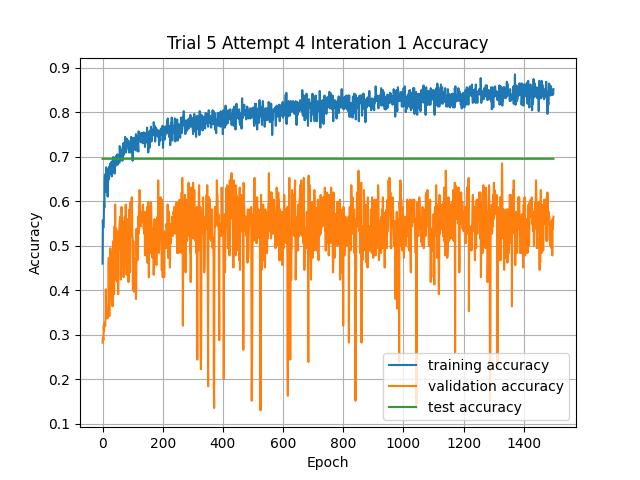 Trial 5 Attempt 4 Interation 1 Accuracy
0.9
0.8
0.7
0.6
0.5
0.4
0.3
0.2
0.1
Accuracy
0 200 400 600 800 1000 1200 1400
Epoch
training accuracy
validation accuracy
test accuracy